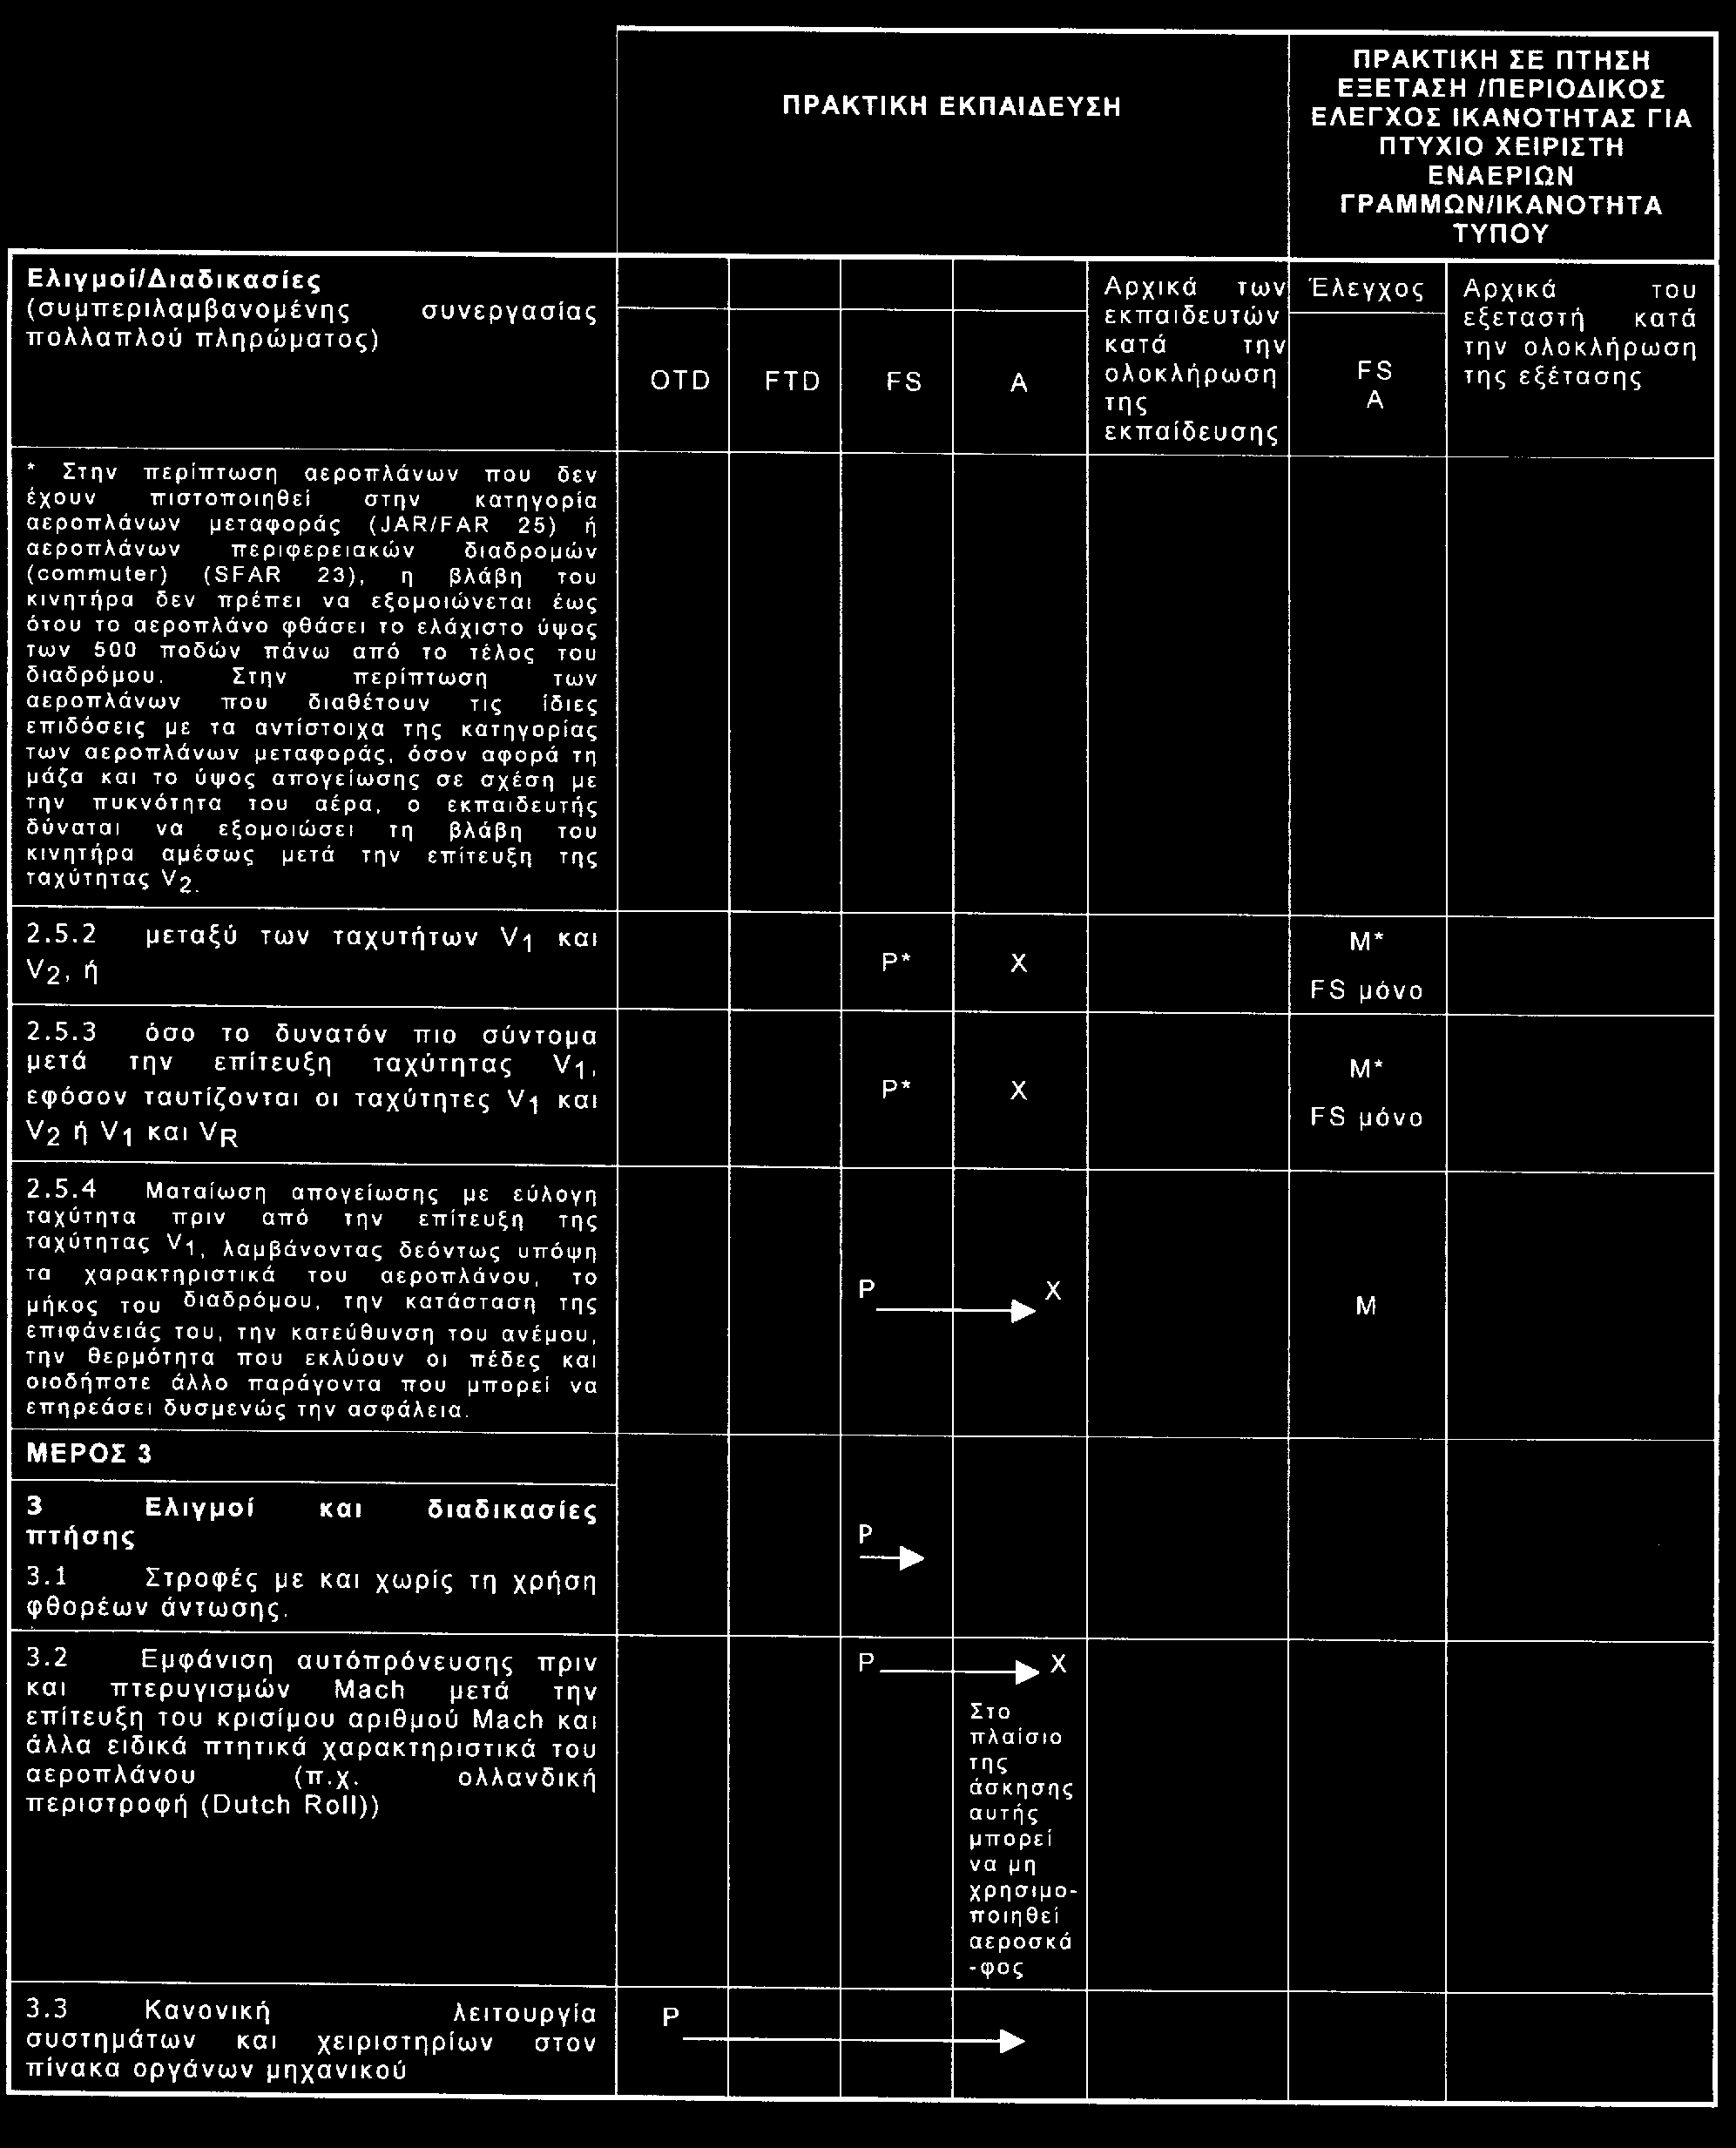 ΠΡΑΚΤΙΚΗ ΕΚΠΑΙΔΕΥΣΗ
ΠΡΑΚΤΙΚΗ ΣΕ ΠΤΗΣΗ
ΕΞΕΤΑΣΗ /ΠΕΡΙΟΔΙΚΟΣ
ΕΛΕΓΧΟΣ ΙΚΑΝΟΤΗΤΑΣ ΓΙΑ
ΠΤΥΧΙΟ ΧΕΙΡΙΣΤΗ
ΕΝΑΕΡΙΩΝ
ΓΡΑΜΜΩΝ/ΙΚΑΝΟΤΗΤΑ
ΤΥΠΟΥ
Ελιγμοί/Διαδικασίες
(συμπεριλαμβανομένης συνεργασίας
πολλαπλού πληρώματος)
OTD
FTD
FS
A
Αρχικά των
εκπαιδευτών
κατά την
ολοκλήρωση
της
εκπαίδευσης
Έλεγχος
FS
A
Αρχικά του
εξεταστή κατά
την ολοκλήρωση
της εξέτασης
* Στην περίπτωση αεροπλάνων που δεν
έχουν πιστοποιηθεί στην κατηγορία
αεροπλάνων μεταφοράς (JAR/FAR 25) ή
αεροπλάνων περιφερειακών διαδρομών
(commuter) (SFAR 23), η βλάβη του
κινητήρα δεν πρέπει να εξομοιώνεται έως
ότου το αεροπλάνο φθάσει το ελάχιστο ύψος
των 500 ποδών πάνω από το τέλος του
διαδρόμου. Στην περίπτωση των
αεροπλάνων που διαθέτουν τις ίδιες
επιδόσεις με τα αντίστοιχα της κατηγορίας
των αεροπλάνων μεταφοράς, όσον αφορά τη
μάζα και το ύψος απογείωσης σε σχέση με
την πυκνότητα του αέρα, ο εκπαιδευτής
δύναται να εξομοιώσει τη βλάβη του
κινητήρα αμέσως μετά την επίτευξη της
ταχύτητας V2.
2.5.2 μεταξύ των ταχυτήτων V1 και
V2, ή
P*
X
M*
FS μόνο
2.5.3 όσο το δυνατόν πιο σύντομα
μετά την επίτευξη ταχύτητας V1,
εφόσον ταυτίζονται οι ταχύτητες V1 και
V2 ή V1 και VR
P*
X
M*
FS μόνο
2.5.4 Ματαίωση απογείωσης με εύλογη
ταχύτητα πριν από την επίτευξη της
ταχύτητας V1, λαμβάνοντας δεόντως υπόψη
τα χαρακτηριστικά του αεροπλάνου, το
μήκος του διαδρόμου, την κατάσταση της
επιφάνειάς του, την κατεύθυνση του ανέμου,
την θερμότητα που εκλύουν οι πέδες και
οιοδήποτε άλλο παράγοντα που μπορεί να
επηρεάσει δυσμενώς την ασφάλεια.
P
X
M
ΜΕΡΟΣ 3
3 Ελιγμοί και διαδικασίες
πτήσης
3.1 Στροφές με και χωρίς τη χρήση
φθορέων άντωσης.
P
3.2 Εμφάνιση αυτόπρόνευσης πριν
και πτερυγισμών Mach μετά την
επίτευξη του κρισίμου αριθμού Mach και
άλλα ειδικά πτητικά χαρακτηριστικά του
αεροπλάνου (π.χ. ολλανδική
περιστροφή (Dutch Roll))
P
X
Στο
πλαίσιο
της
άσκησης
αυτής
μπορεί
να μη
χρησιμο-
ποιηθεί
αεροσκά
-φος
3.3 Κανονική λειτουργία
συστημάτων και χειριστηρίων στον
πίνακα οργάνων μηχανικού
P